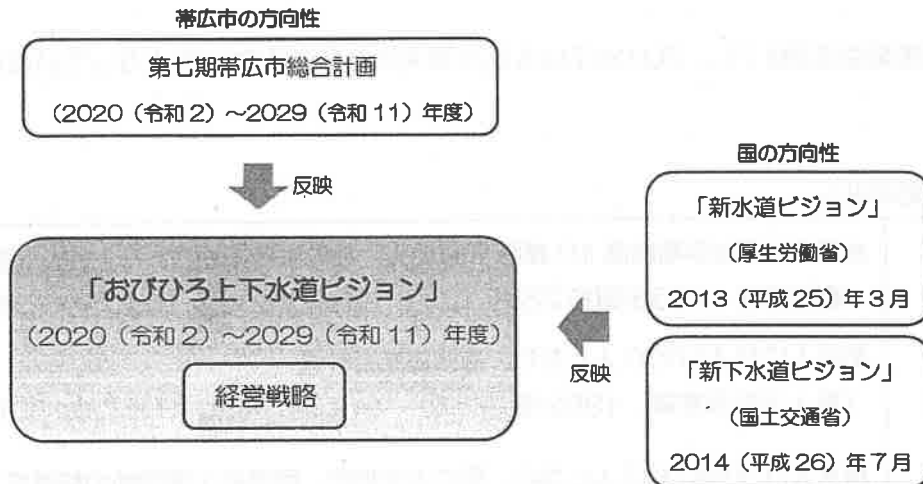 帯広市の方向性
第七期帯広市総合計画
（2020（令和2）～2029（令和11）年度）
反映
「おびひろ上下水道ビジョン」
（2020（令和2）～2029（令和11）年度）
経営戦略
国の方向性
「新水道ビジョン」
（厚生労働省）
2013（平成25）年3月
反映
「新下水道ビジョン」
（国土交通省）
2014（平成26）年7月